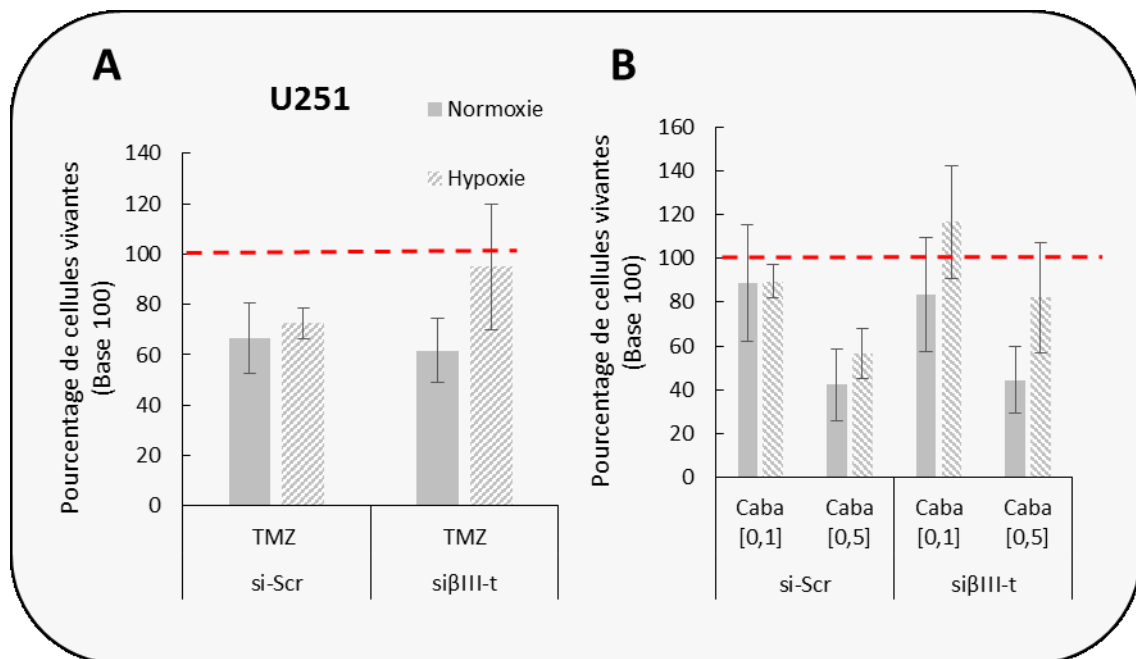 A
U251
Normoxie
Hypoxie
Pourcentage de cellules vivantes
(Base 100)
140
120
100
80
60
40
20
0
TMZ
TMZ
si-Scr
siβIII-t
B
Pourcentage de cellules vivantes
(Base 100)
160
140
120
100
80
60
40
20
0
Caba
[0,1]
Caba
[0,5]
Caba
[0,1]
Caba
[0,5]
si-Scr
siβIII-t